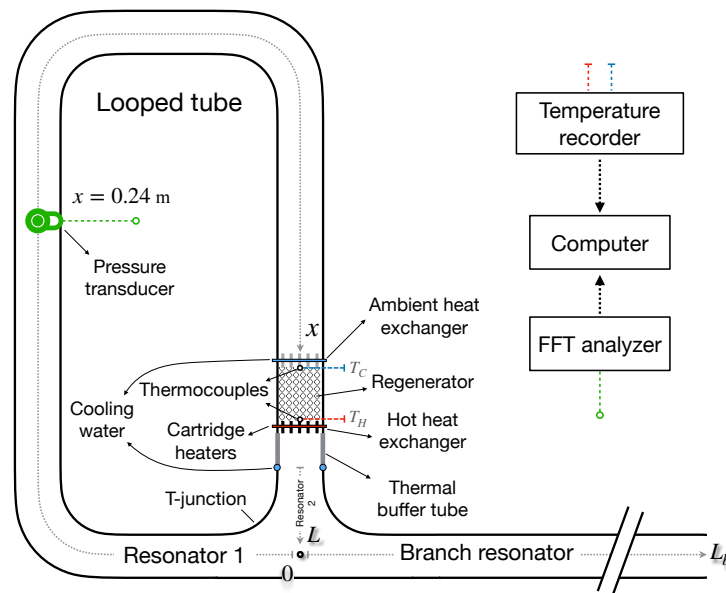 Looped tube
Temperature
recorder
x = 0.24 m
Computer
Pressure
transducer
Ambient heat
exchanger
x
FFT analyzer
T_C
Thermocouples
Regenerator
Cooling
water
T_H
Cartridge
heaters
Hot heat
exchanger
Thermal
buffer tube
T-junction
Resonator
2
L
Resonator 1
Branch resonator
0